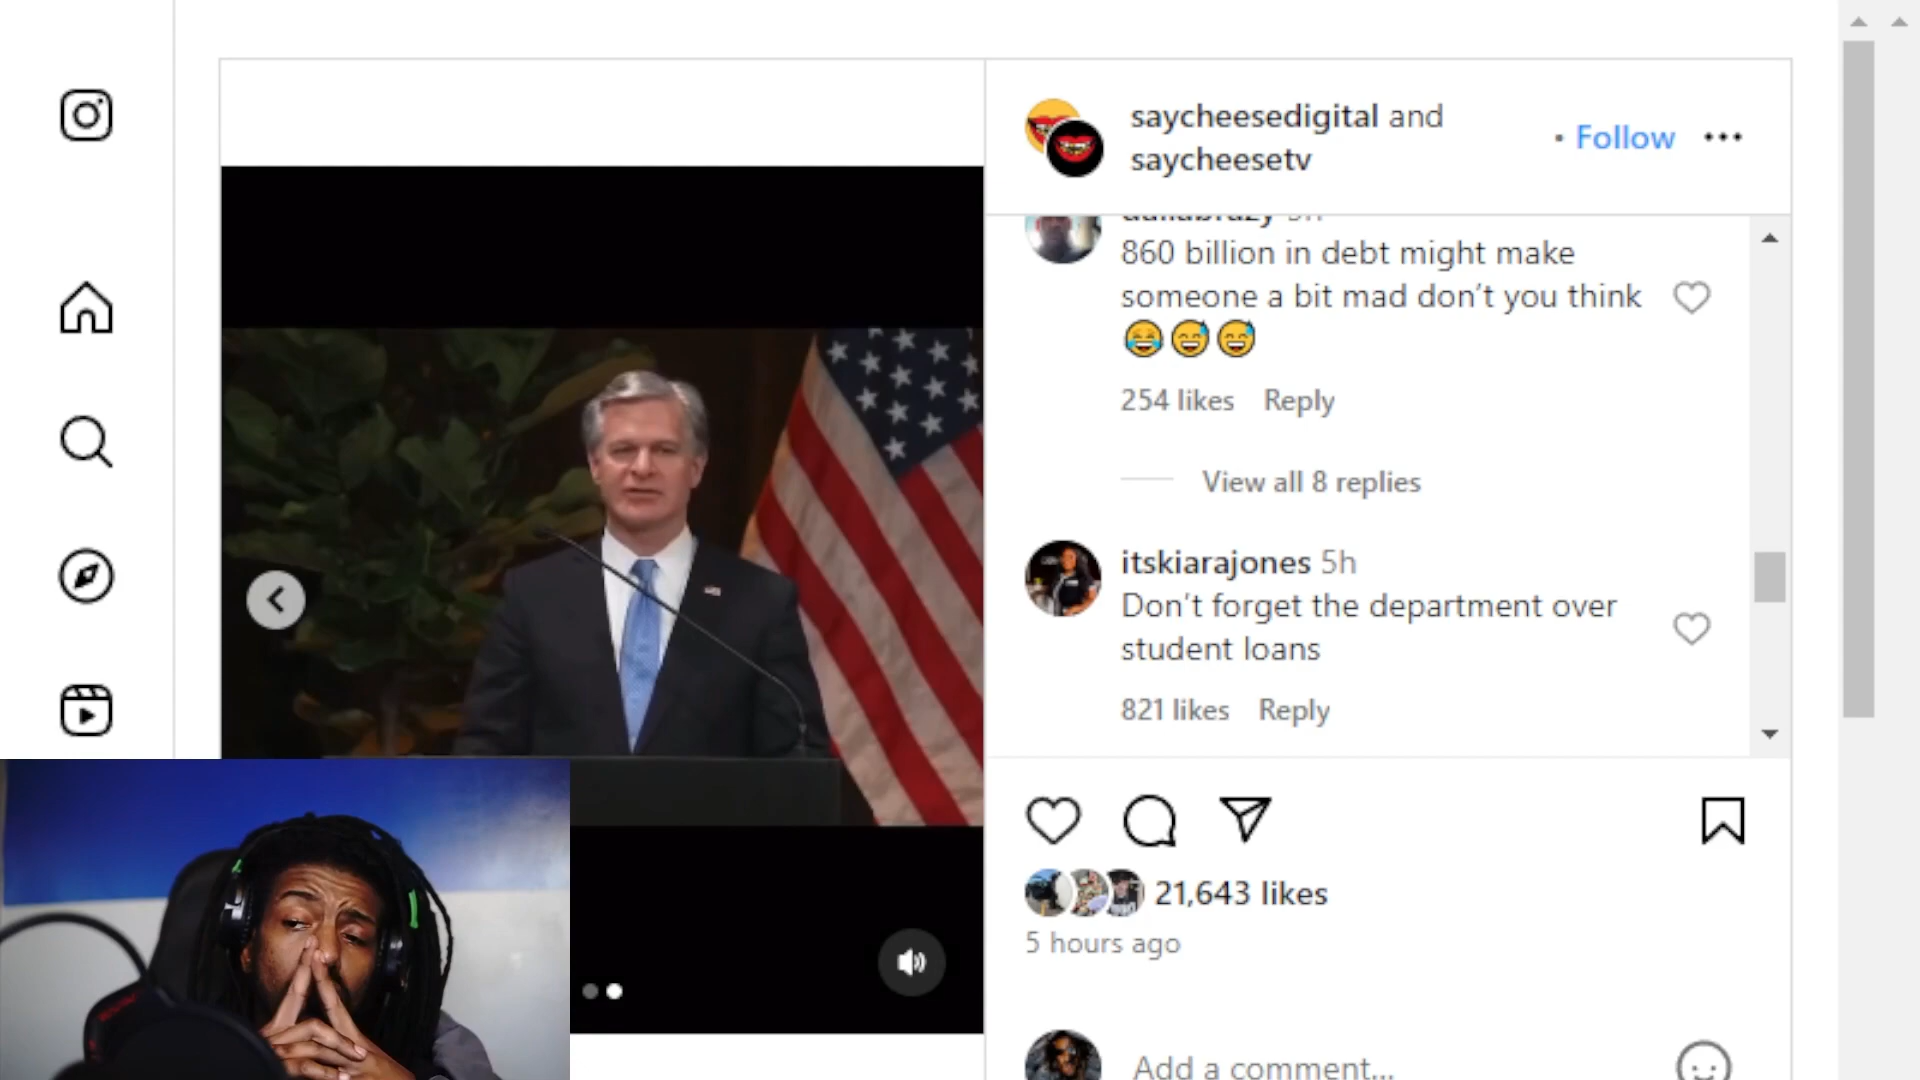 saycheesedigital and
saycheesetv
• Follow
860 billion in debt might make
someone a bit mad don't you think
😂😅😅
254 likes Reply
View all 8 replies
itskiarajones 5h
Don't forget the department over
student loans
821 likes Reply
21,643 likes
5 hours ago
Add a comment...